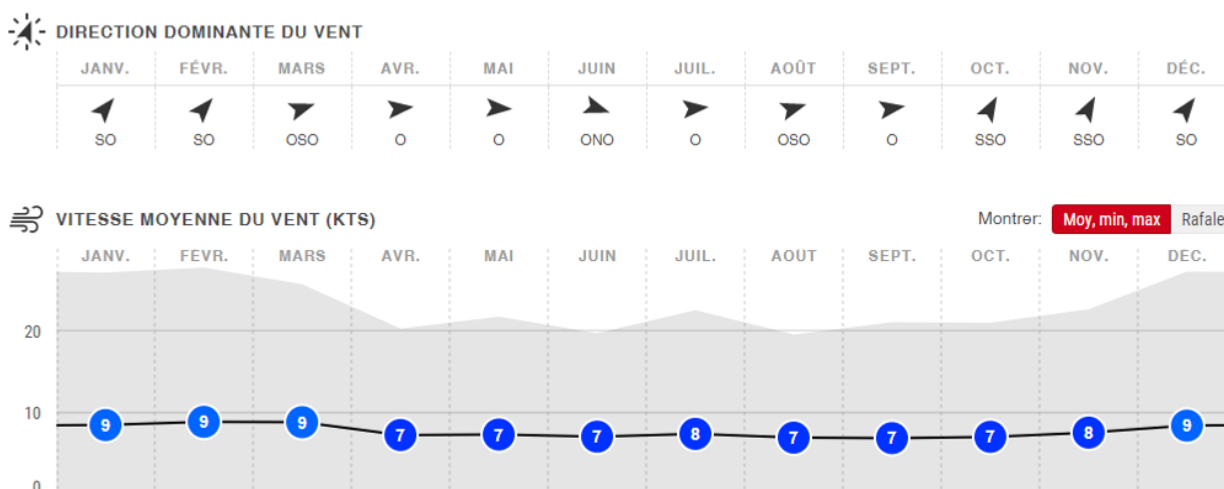 DIRECTION DOMINANTE DU VENT
JANV. FÉVR. MARS AVR. MAI JUIN JUIL. AOÛT SEPT. OCT. NOV. DÉC.
SO SO OSO O O ONO O OSO O SSO SSO SO
VITESSE MOYENNE DU VENT (KTS) Montrer: Moy, min, max Rafale
JANV. FÉVR. MARS AVR. MAI JUIN JUIL. AOÛT SEPT. OCT. NOV. DEC.
20
10
9 9 9 7 7 7 8 7 7 7 8 9
0